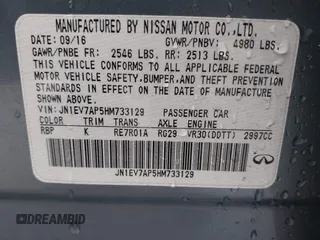 MANUFACTURED BY NISSAN MOTOR CO.,LTD.
09/16 GVWR/PNBV: 4980 LBS.
GAWR/PNBE FR: 2546 LBS. RR: 2513 LBS.
THIS VEHICLE CONFORMS TO ALL APPLICABLE FEDERAL
MOTOR VEHICLE SAFETY,BUMPER,AND THEFT PREVENTION
STANDARDS IN EFFECT ON THE DATE OF MANUFACTURE
SHOWN ABOVE.
VIN: JN1EV7AP5HM733129 PASSENGER CAR
COLOR TRIM TRANS AXLE ENGINE
RBP K RE7R01A RG29 VR30(DDTT) 2997CC
JN1EV7AP5HM733129
DREAMBID